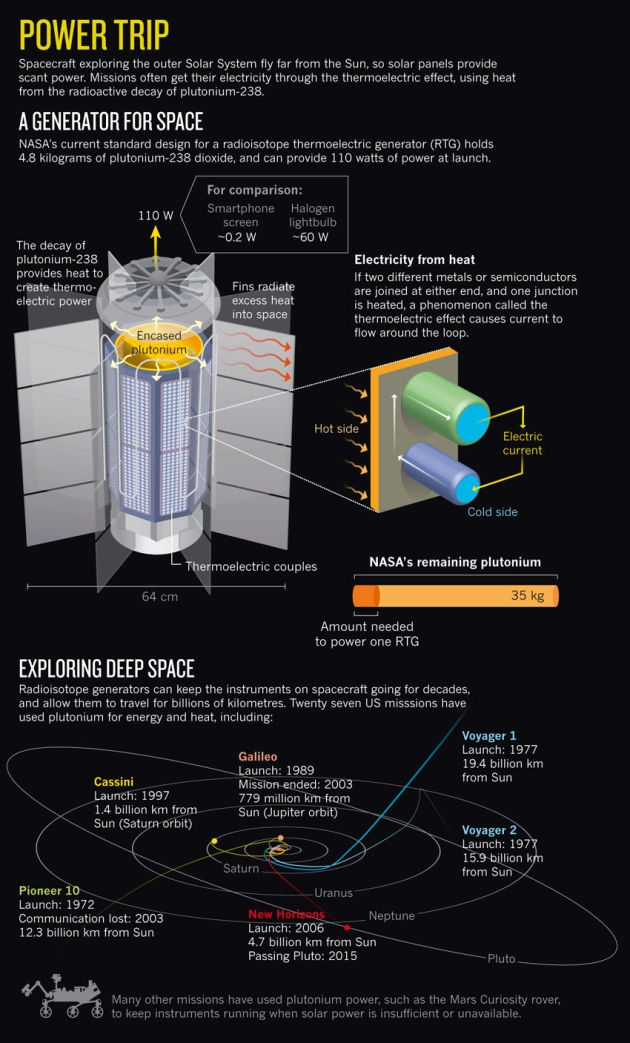 POWER TRIP
Spacecraft exploring the outer Solar System fly far from the Sun, so solar panels provide
scant power. Missions often get their electricity through the thermoelectric effect, using heat
from the radioactive decay of plutonium-238.
A GENERATOR FOR SPACE
NASA's current standard design for a radioisotope thermoelectric generator (RTG) holds
4.8 kilograms of plutonium-238 dioxide, and can provide 110 watts of power at launch.
110 W
For comparison:
Smartphone
screen
~0.2 W
Halogen
lightbulb
~60 W
The decay of
plutonium-238
provides heat to
create thermo-
electric power
Fins radiate
excess heat
into space
Encased
plutonium
Electricity from heat
If two different metals or semiconductors
are joined at either end, and one junction
is heated, a phenomenon called the
thermoelectric effect causes current to
flow around the loop.
Hot side
Electric
current
Cold side
Thermoelectric couples
64 cm
NASA's remaining plutonium
35 kg
Amount needed
to power one RTG
EXPLORING DEEP SPACE
Radioisotope generators can keep the instruments on spacecraft going for decades,
and allow them to travel for billions of kilometres. Twenty seven US misssions have
used plutonium for energy and heat, including:
Voyager 1
Launch: 1977
19.4 billion km
from Sun
Galileo
Launch: 1989
Mission ended: 2003
779 million km from
Sun (Jupiter orbit)
Cassini
Launch: 1997
1.4 billion km from
Sun (Saturn orbit)
Voyager 2
Launch: 1977
15.9 billion km
from Sun
Saturn
Uranus
Neptune
Pluto
Pioneer 10
Launch: 1972
Communication lost: 2003
12.3 billion km from Sun
New Horizons
Launch: 2006
4.7 billion km from Sun
Passing Pluto: 2015
Many other missions have used plutonium power, such as the Mars Curiosity rover,
to keep instruments running when solar power is insufficient or unavailable.